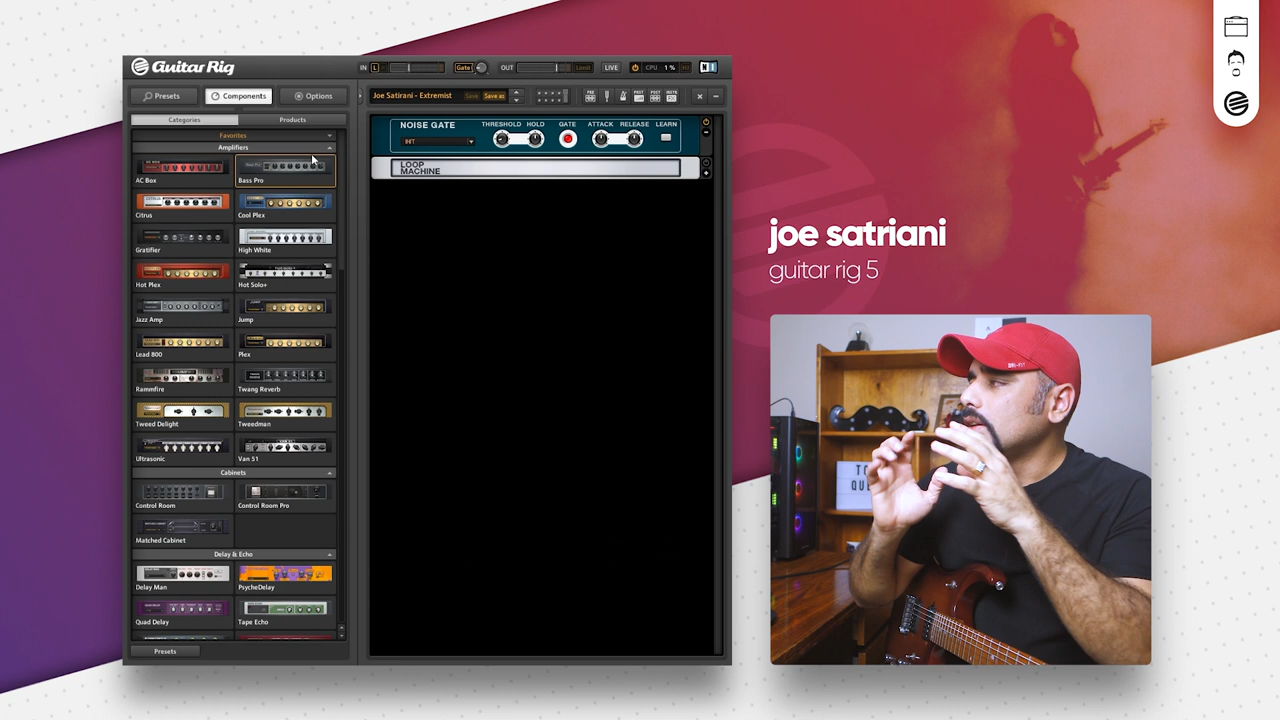 Guitar Rig
IN L
Gate
OUT
Limit
LIVE
CPU 1 %
NI
Presets
Components
Options
Joe Satriani - Extremist
Save
Save as
Categories
Products
Favorites
Amplifiers
AC Box
Bass Pro
Citrus
Cool Plex
Gratifier
High White
Hot Plex
Hot Solo+
Jazz Amp
Jump
Lead 800
Plex
Rammfire
Twang Reverb
Tweed Delight
Tweedman
Ultrasonic
Van 51
Cabinets
Control Room
Control Room Pro
Matched Cabinet
Delay & Echo
Delay Man
PsycheDelay
Quad Delay
Tape Echo
Presets
NOISE GATE
INIT
THRESHOLD HOLD GATE ATTACK RELEASE LEARN
LOOP
MACHINE
joe satriani
guitar rig 5